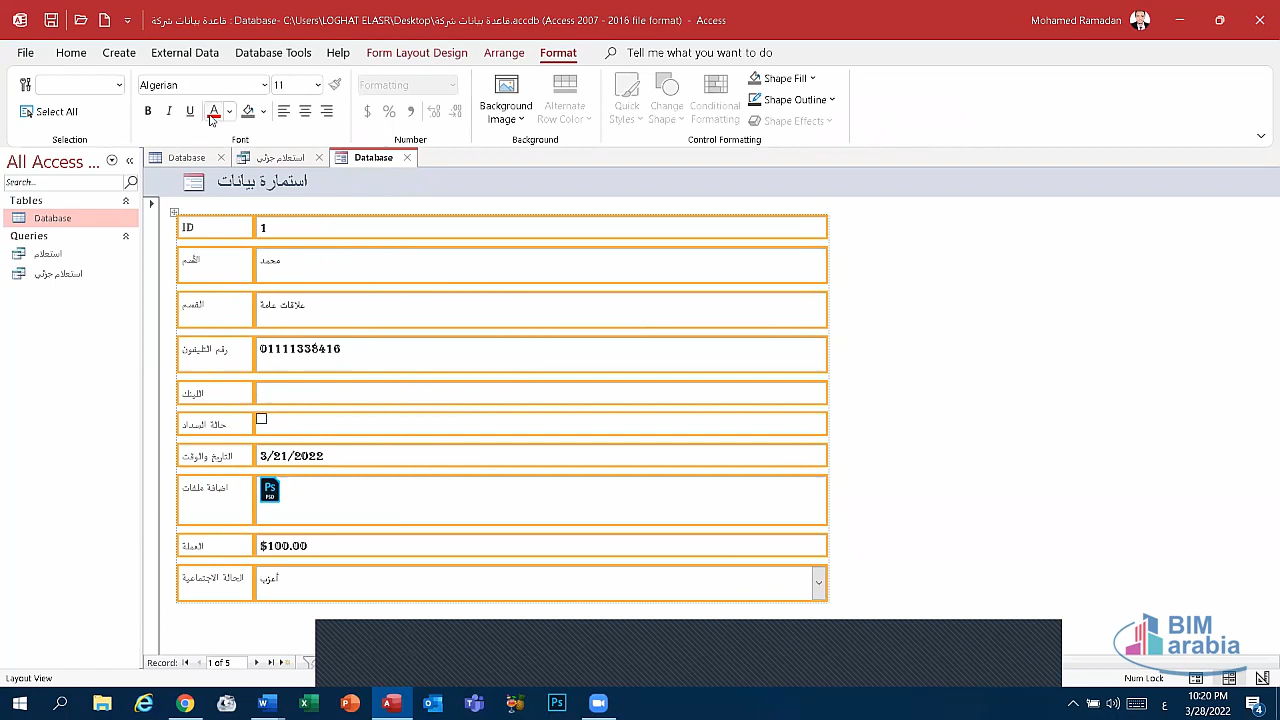 قاعدة بيانات شركة : Database- C:\Users\LOGHAT ELASR\Desktop\قاعدة بيانات شركة.accdb (Access 2007 - 2016 file format) - Access
Mohamed Ramadan
File Home Create External Data Database Tools Help Form Layout Design Arrange Format Tell me what you want to do
Algerian 11 Formatting
Select All
B I U A
$ %
Background Image
Alternate Row Color
Quick Styles
Change Shape
Conditional Formatting
Shape Fill
Shape Outline
Shape Effects
Selection Font Number Background Control Formatting
All Access ...
Search...
Tables
Database
Queries
استعلام
استعلام جزئي
Database استعلام جزئي Database
استمارة بيانات
ID 1
الأسم محمد
القسم علاقات عامة
رقم التليفون 01111338416
اللينك
حالة السداد
التاريخ والوقت 3/21/2022
اضافة ملفات Ps PSD
العملة $100.00
الحالة الاجتماعية أعزب
BIM arabia
Record: 1 of 5
Layout View
Num Lock
10:20 PM
3/28/2022